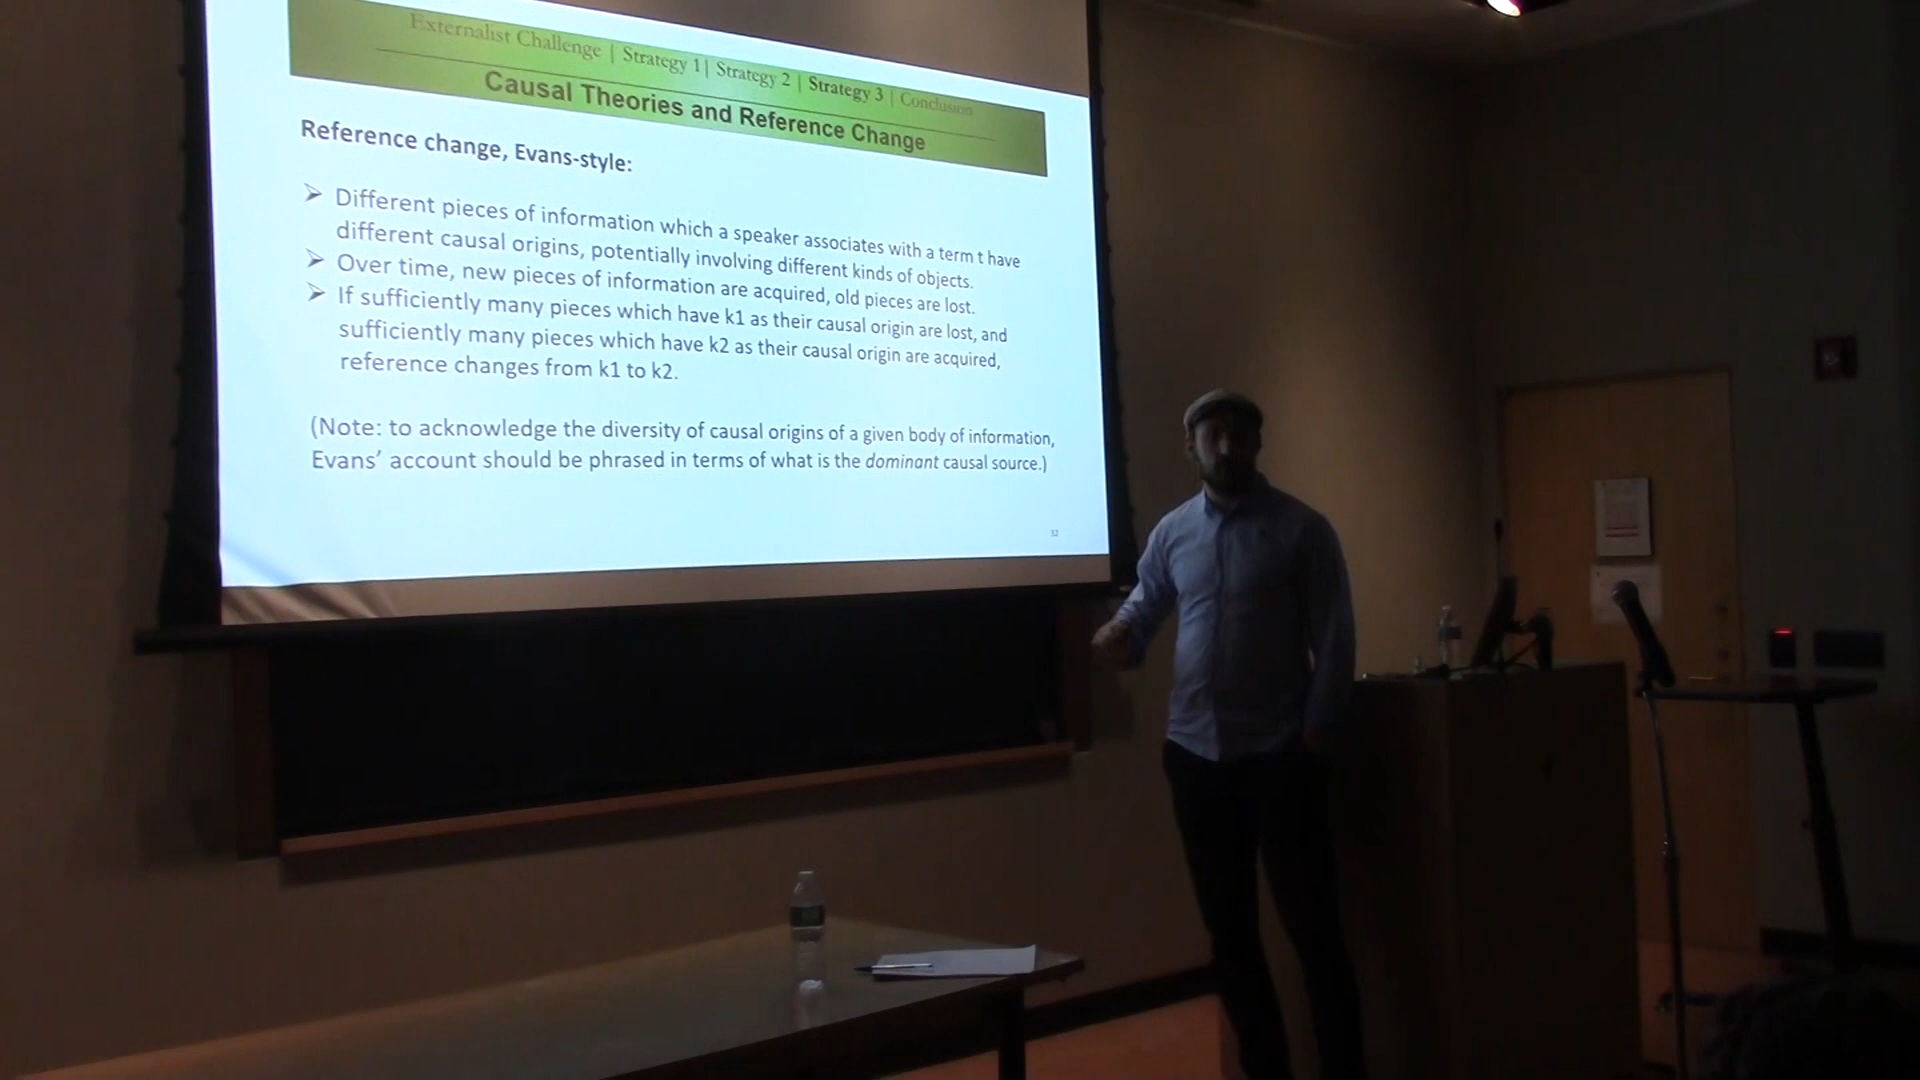 Externalist Challenge | Strategy 1 | Strategy 2 | Strategy 3 | Conclusion
Causal Theories and Reference Change
Reference change, Evans-style:
➢ Different pieces of information which a speaker associates with a term t have
different causal origins, potentially involving different kinds of objects.
➢ Over time, new pieces of information are acquired, old pieces are lost.
➢ If sufficiently many pieces which have k1 as their causal origin are lost, and
sufficiently many pieces which have k2 as their causal origin are acquired,
reference changes from k1 to k2.
(Note: to acknowledge the diversity of causal origins of a given body of information,
Evans’ account should be phrased in terms of what is the dominant causal source.)
32